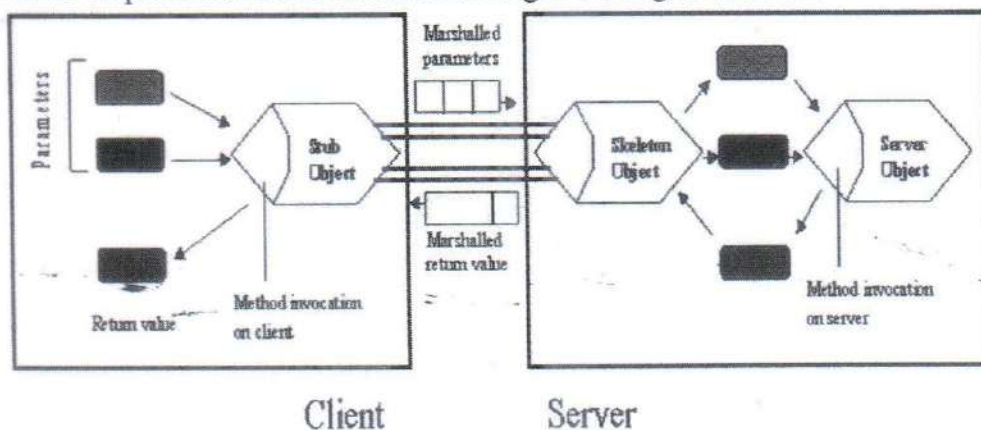 Marshalled
parameters
Parameters
Stub
Object
Skeleton
Object
Server
Object
Marshalled
return value
Return value
Method invocation
on client
Method invocation
on server
Client
Server